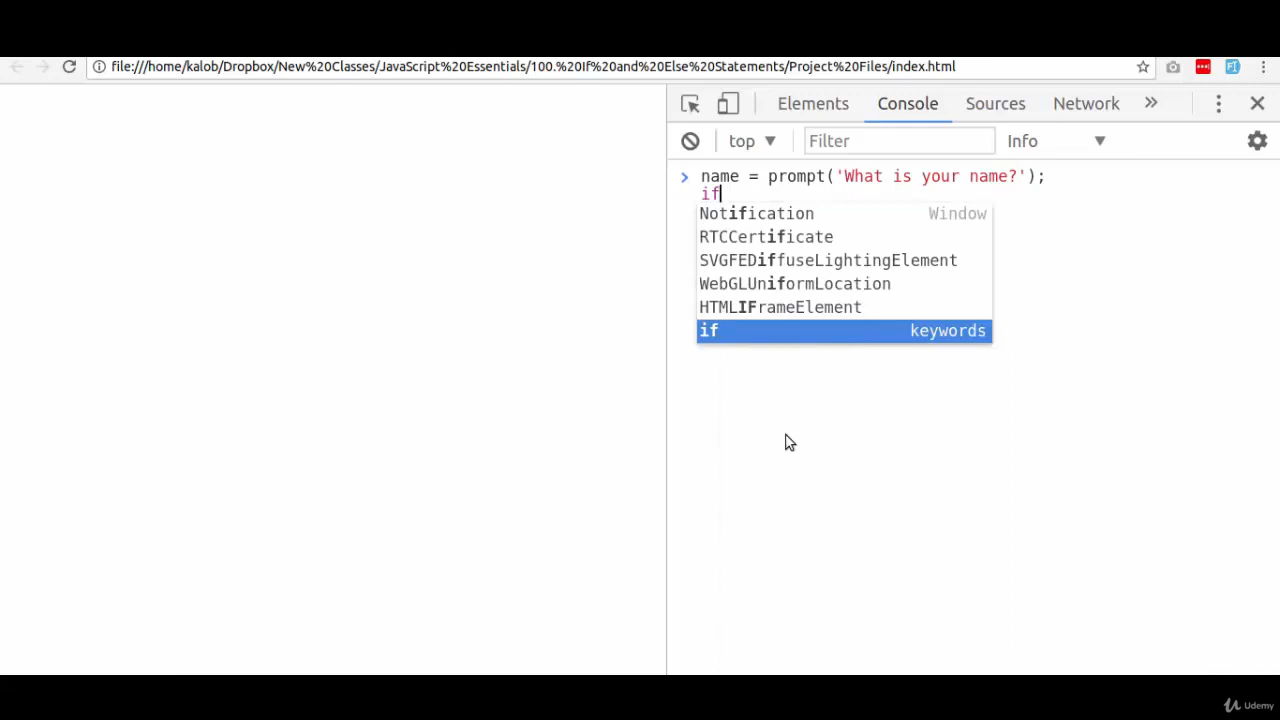 file:///home/kalob/Dropbox/New%20Classes/JavaScript%20Essentials/100.%20If%20and%20Else%20Statements/Project%20Files/index.html
Elements Console Sources Network
top Filter Info
name = prompt('What is your name?');
if
Notification Window
RTCCertificate
SVGFEDiffuseLightingElement
WebGLUniformLocation
HTMLIFrameElement
if keywords
Udemy